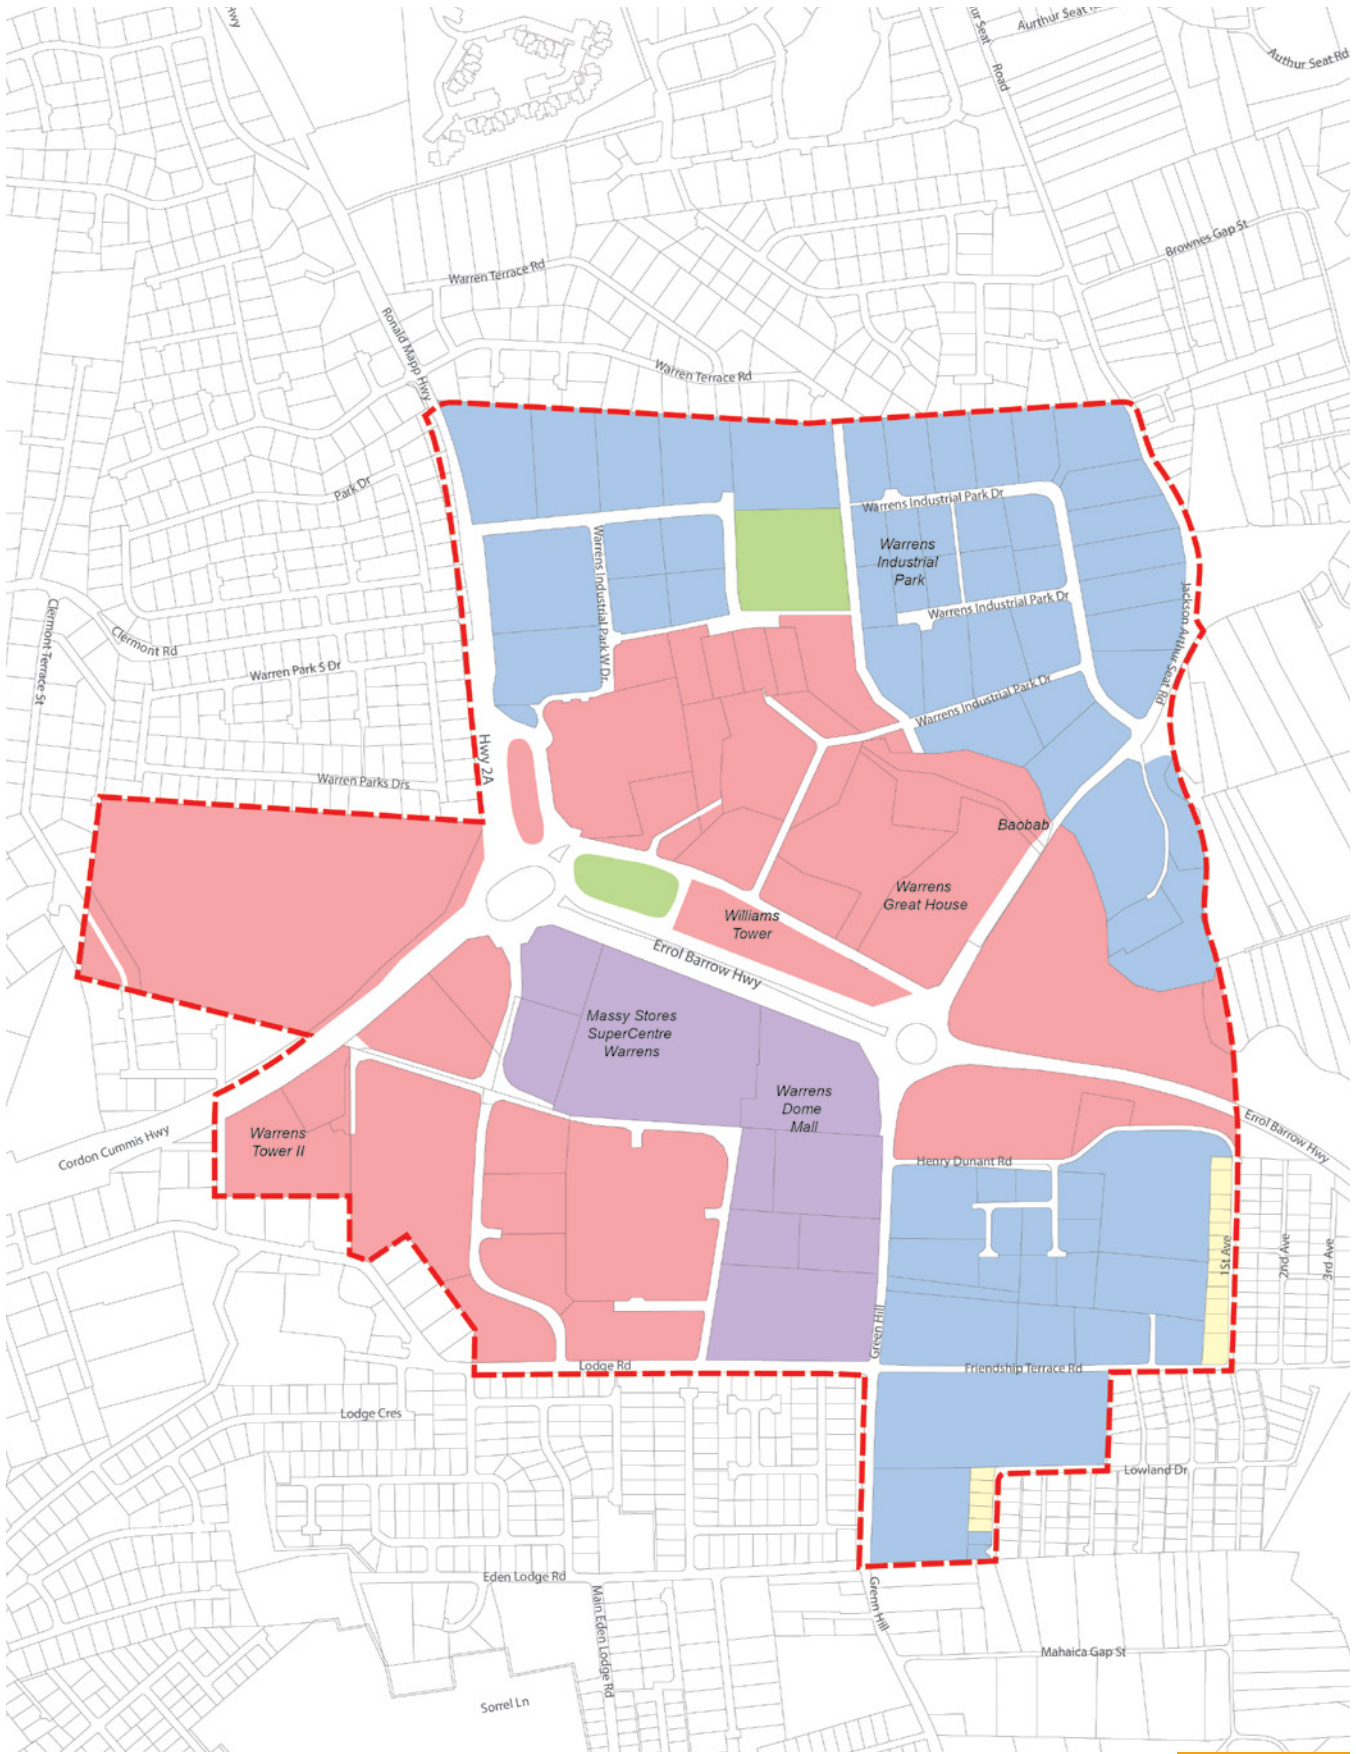 Hwy
ur Seat
Road
Aurthur Seat R
Authur Seat Rd
Brownes Gap St
Warren Terrace Rd
Ronald Mapp Hwy
Warren Terrace Rd
Park Dr
Warrens Industrial Park Dr
Warrens Industrial Park W Dr
Warrens
Industrial
Park
Warrens Industrial Park Dr
Jackson Arthur Seat Rd
Clermont Terrace St
Clermont Rd
Warren Park S Dr
Warrens Industrial Park Dr
Hwy 2A
Warren Parks Drs
Baobab
Warrens
Great House
Williams
Tower
Errol Barrow Hwy
Massy Stores
SuperCentre
Warrens
Warrens
Dome
Mall
Warrens
Tower II
Cordon Cummis Hwy
Errol Barrow Hwy
Henry Dunant Rd
1St Ave
2nd Ave
3rd Ave
Green Hill
Lodge Rd
Friendship Terrace Rd
Lodge Cres
Lowland Dr
Eden Lodge Rd
Main Eden Lodge Rd
Grenn Hill
Mahaica Gap St
Sorrel Ln